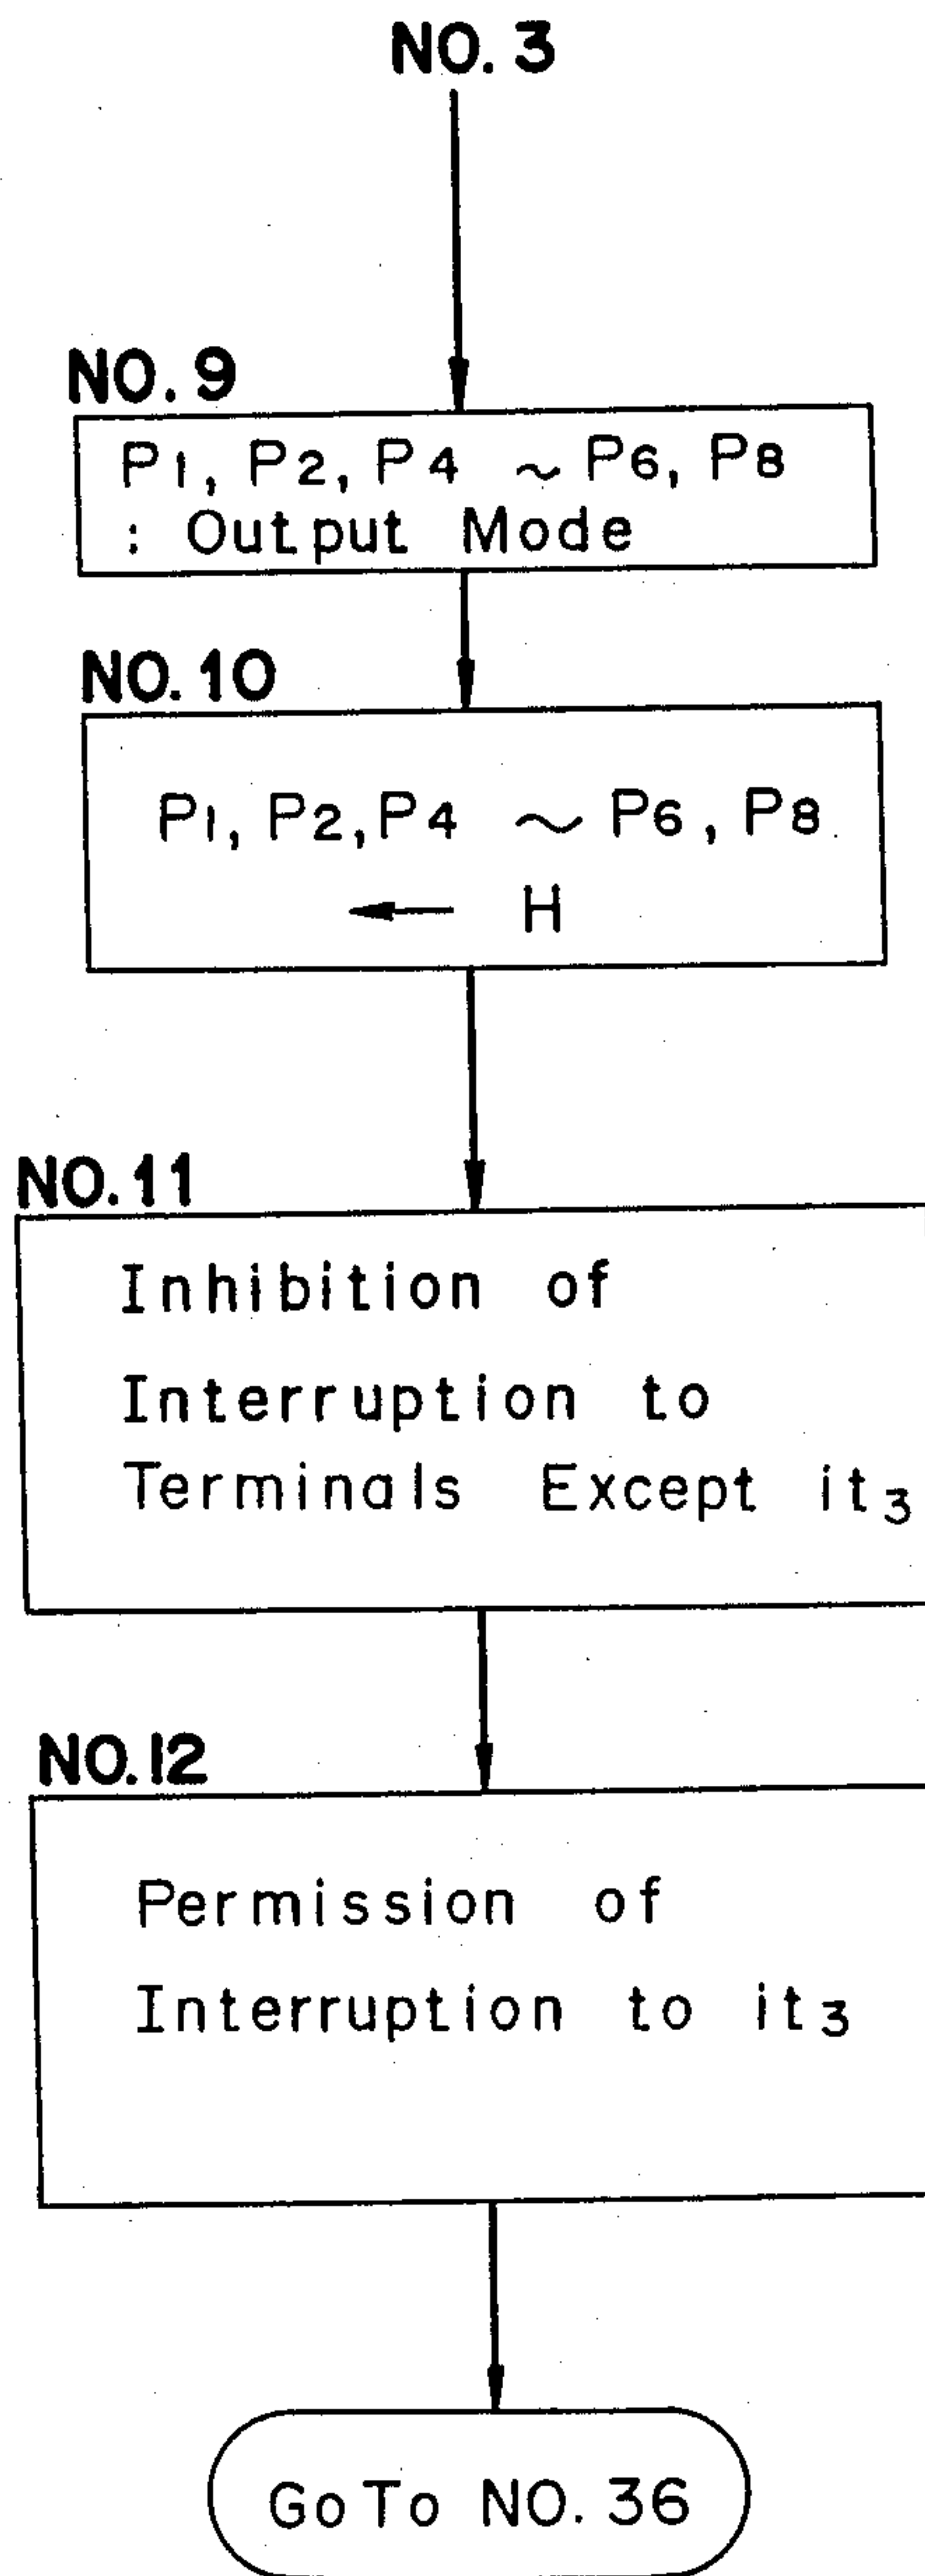 NO. 3
NO. 9
P1, P2, P4 ~ P6, P8
: Output Mode
NO. 10
P1, P2, P4 ~ P6, P8
← H
NO. 11
Inhibition of
Interruption to
Terminals Except it3
NO. 12
Permission of
Interruption to it3
Go To NO. 36